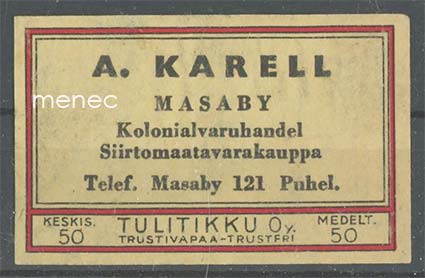 A. KARELL
menec
MASABY
Kolonialvaruhandel
Siirtomaatavarakauppa
Telef. Masaby 121 Puhel.
KESKIS. 50 TULITIKKU Oy. MEDELT. 50
TRUSTIVAPAA-TRUSTFRI